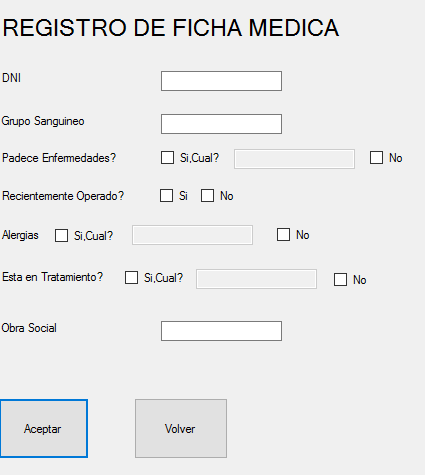 REGISTRO DE FICHA MEDICA
DNI
Grupo Sanguineo
Padece Enfermedades? Si,Cual? No
Recientemente Operado? Si No
Alergias Si,Cual? No
Esta en Tratamiento? Si,Cual? No
Obra Social
Aceptar Volver